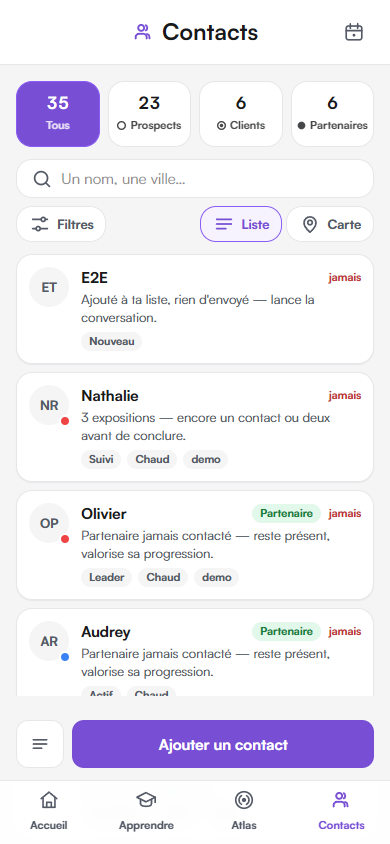 Contacts
35
Tous
23
Prospects
6
Clients
6
Partenaires
Un nom, une ville...
Filtres
Liste
Carte
ET
E2E
jamais
Ajouté à ta liste, rien d'envoyé — lance la
conversation.
Nouveau
NR
Nathalie
jamais
3 expositions — encore un contact ou deux
avant de conclure.
Suivi Chaud demo
OP
Olivier
Partenaire jamais
Partenaire jamais contacté — reste présent,
valorise sa progression.
Leader Chaud demo
AR
Audrey
Partenaire jamais
Partenaire jamais contacté — reste présent,
valorise sa progression.
Actif Chaud
Ajouter un contact
Accueil Apprendre Atlas Contacts